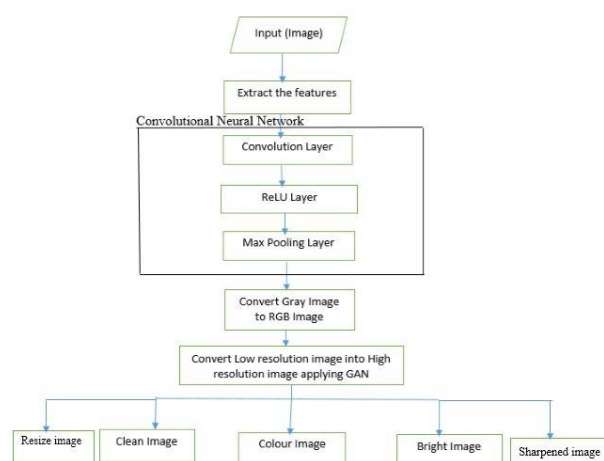 Input (Image)
Extract the features
Convolutional Neural Network
Convolution Layer
ReLU Layer
Max Pooling Layer
Convert Gray Image
to RGB Image
Convert Low resolution image into High
resolution image applying GAN
Resize image
Clean Image
Colour Image
Bright Image
Sharpened image